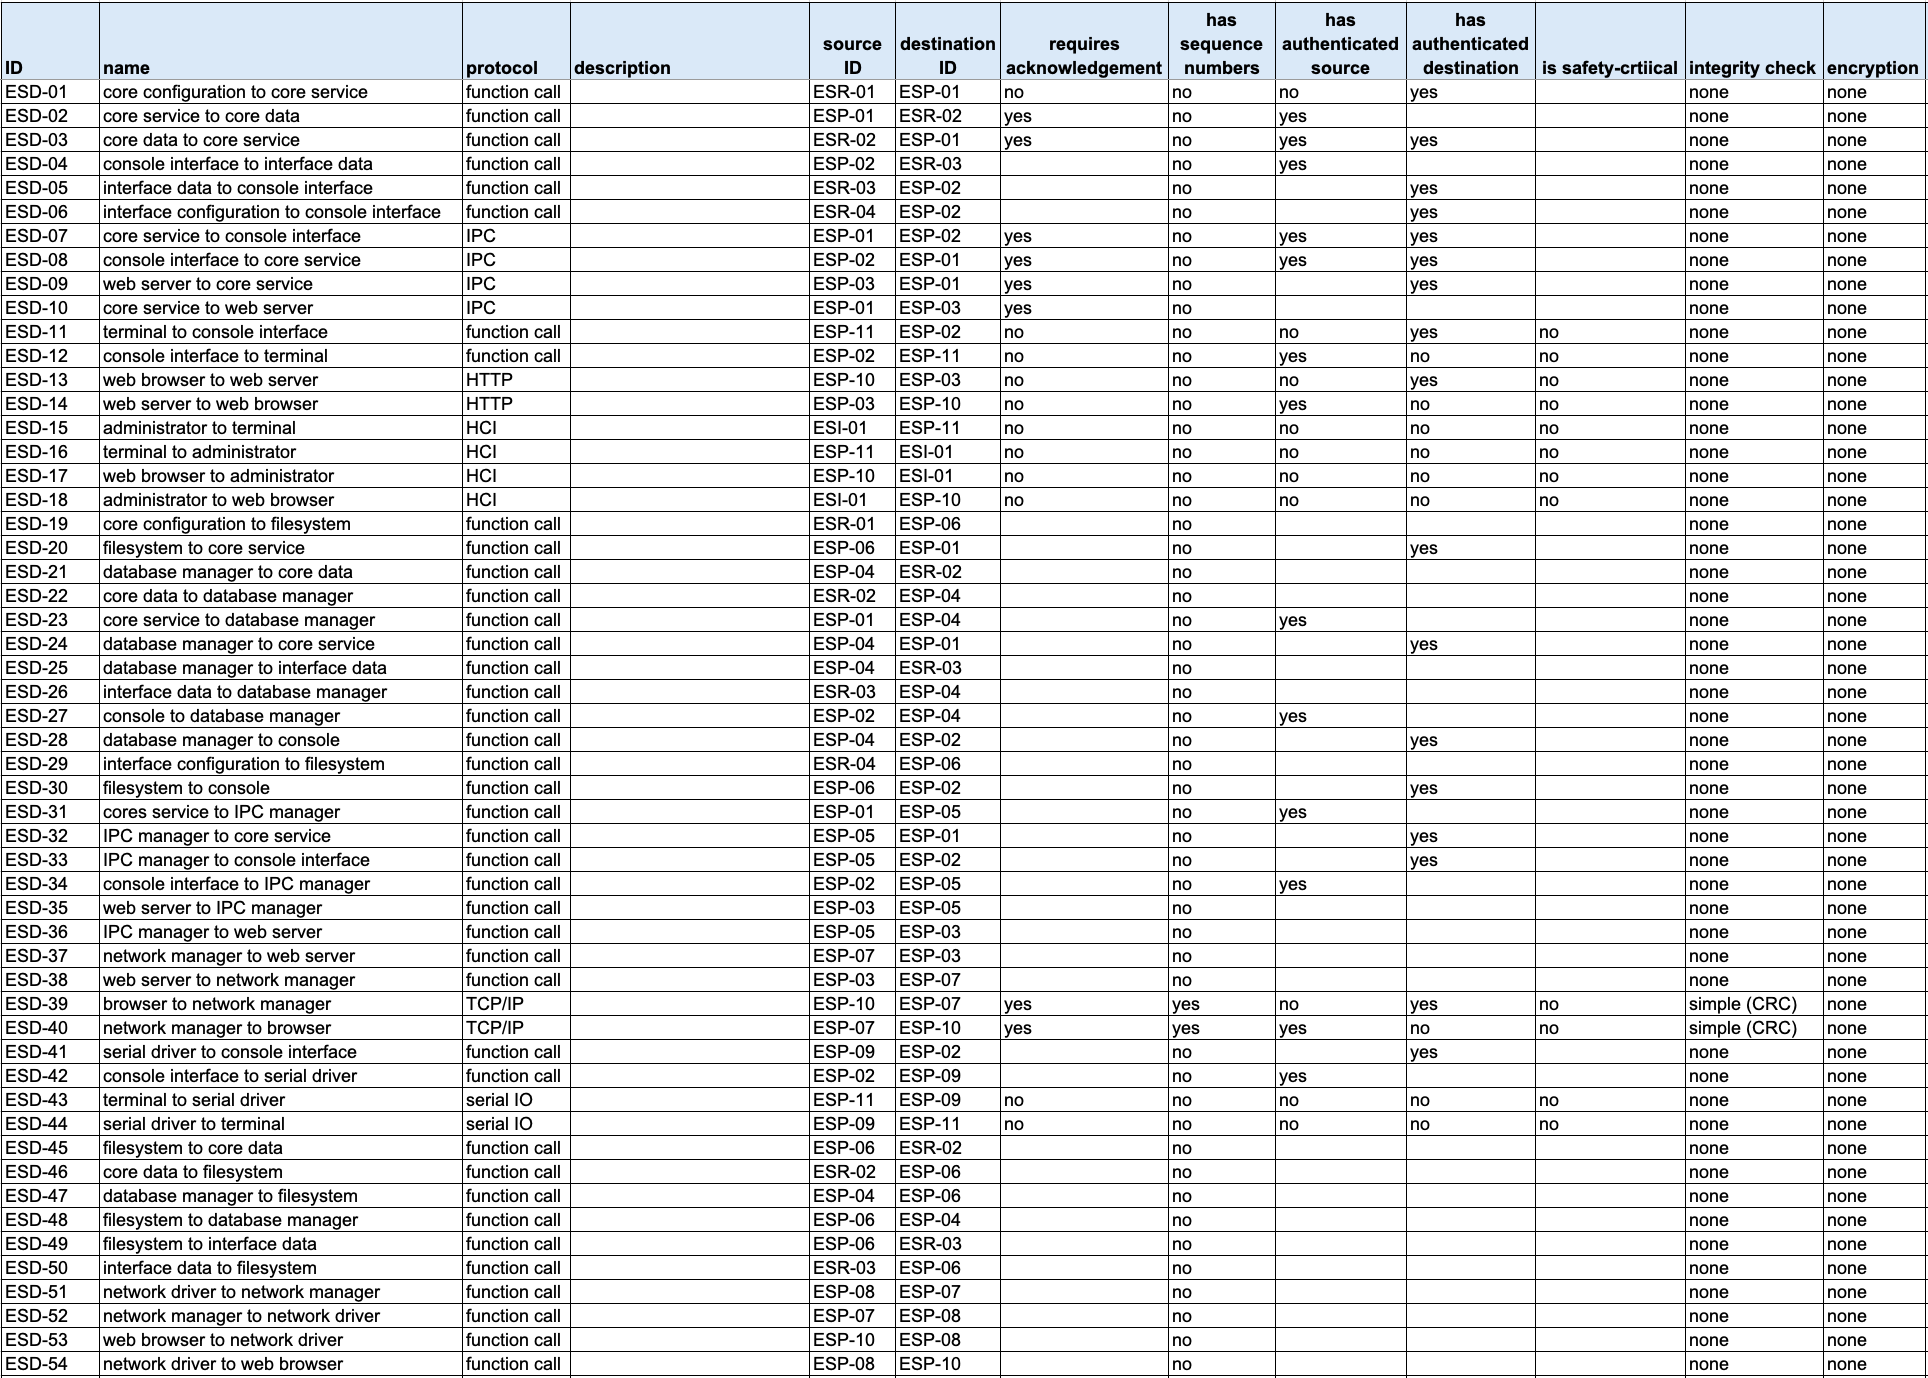 ID name protocol description source ID destination ID requires acknowledgement has sequence numbers has authenticated source has authenticated destination is safety-crtiical integrity check encryption
ESD-01 core configuration to core service function call ESR-01 ESP-01 no no no yes none none
ESD-02 core service to core data function call ESP-01 ESR-02 yes no yes none none
ESD-03 core data to core service function call ESR-02 ESP-01 yes no yes yes none none
ESD-04 console interface to interface data function call ESP-02 ESR-03 no yes none none
ESD-05 interface data to console interface function call ESR-03 ESP-02 no yes none none
ESD-06 interface configuration to console interface function call ESR-04 ESP-02 no yes none none
ESD-07 core service to console interface IPC ESP-01 ESP-02 yes no yes yes none none
ESD-08 console interface to core service IPC ESP-02 ESP-01 yes no yes yes none none
ESD-09 web server to core service IPC ESP-03 ESP-01 yes no yes none none
ESD-10 core service to web server IPC ESP-01 ESP-03 yes no none none
ESD-11 terminal to console interface function call ESP-11 ESP-02 no no no yes no none none
ESD-12 console interface to terminal function call ESP-02 ESP-11 no no yes no no none none
ESD-13 web browser to web server HTTP ESP-10 ESP-03 no no no yes no none none
ESD-14 web server to web browser HTTP ESP-03 ESP-10 no no yes no no none none
ESD-15 administrator to terminal HCI ESI-01 ESP-11 no no no no no none none
ESD-16 terminal to administrator HCI ESP-11 ESI-01 no no no no no none none
ESD-17 web browser to administrator HCI ESP-10 ESI-01 no no no no no none none
ESD-18 administrator to web browser HCI ESI-01 ESP-10 no no no no no none none
ESD-19 core configuration to filesystem function call ESR-01 ESP-06 no none none
ESD-20 filesystem to core service function call ESP-06 ESP-01 no yes none none
ESD-21 database manager to core data function call ESP-04 ESR-02 no none none
ESD-22 core data to database manager function call ESR-02 ESP-04 no none none
ESD-23 core service to database manager function call ESP-01 ESP-04 no yes none none
ESD-24 database manager to core service function call ESP-04 ESP-01 no yes none none
ESD-25 database manager to interface data function call ESP-04 ESR-03 no none none
ESD-26 interface data to database manager function call ESR-03 ESP-04 no none none
ESD-27 console to database manager function call ESP-02 ESP-04 no yes none none
ESD-28 database manager to console function call ESP-04 ESP-02 no yes none none
ESD-29 interface configuration to filesystem function call ESR-04 ESP-06 no none none
ESD-30 filesystem to console function call ESP-06 ESP-02 no yes none none
ESD-31 cores service to IPC manager function call ESP-01 ESP-05 no yes none none
ESD-32 IPC manager to core service function call ESP-05 ESP-01 no yes none none
ESD-33 IPC manager to console interface function call ESP-05 ESP-02 no yes none none
ESD-34 console interface to IPC manager function call ESP-02 ESP-05 no yes none none
ESD-35 web server to IPC manager function call ESP-03 ESP-05 no none none
ESD-36 IPC manager to web server function call ESP-05 ESP-03 no none none
ESD-37 network manager to web server function call ESP-07 ESP-03 no none none
ESD-38 web server to network manager function call ESP-03 ESP-07 no none none
ESD-39 browser to network manager TCP/IP ESP-10 ESP-07 yes yes no yes no simple (CRC) none
ESD-40 network manager to browser TCP/IP ESP-07 ESP-10 yes yes yes no no simple (CRC) none
ESD-41 serial driver to console interface function call ESP-09 ESP-02 no yes none none
ESD-42 console interface to serial driver function call ESP-02 ESP-09 no yes none none
ESD-43 terminal to serial driver serial IO ESP-11 ESP-09 no no no no no none none
ESD-44 serial driver to terminal serial IO ESP-09 ESP-11 no no no no no none none
ESD-45 filesystem to core data function call ESP-06 ESR-02 no none none
ESD-46 core data to filesystem function call ESR-02 ESP-06 no none none
ESD-47 database manager to filesystem function call ESP-04 ESP-06 no none none
ESD-48 filesystem to database manager function call ESP-06 ESP-04 no none none
ESD-49 filesystem to interface data function call ESP-06 ESR-03 no none none
ESD-50 interface data to filesystem function call ESR-03 ESP-06 no none none
ESD-51 network driver to network manager function call ESP-08 ESP-07 no none none
ESD-52 network manager to network driver function call ESP-07 ESP-08 no none none
ESD-53 web browser to network driver function call ESP-10 ESP-08 no none none
ESD-54 network driver to web browser function call ESP-08 ESP-10 no none none